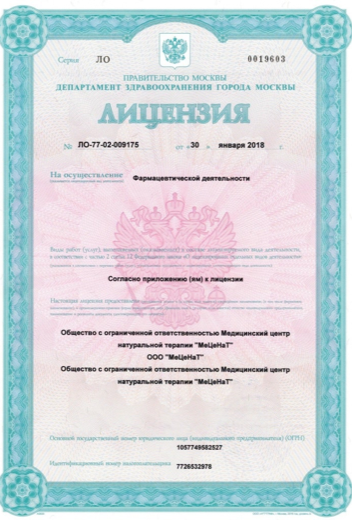 Серия ЛО 0019603
ПРАВИТЕЛЬСТВО МОСКВЫ
ДЕПАРТАМЕНТ ЗДРАВООХРАНЕНИЯ ГОРОДА МОСКВЫ
ЛИЦЕНЗИЯ
№ ЛО-77-02-009175 от «30» января 2018 г.
На осуществление Фармацевтической деятельности
Виды работ (услуг), выполняемых (оказываемых) в составе лицензируемого вида деятельности,
в соответствии с частью 2 статьи 12 Федерального закона «О лицензировании отдельных видов деятельности»
Согласно приложению (ям) к лицензии
Настоящая лицензия предоставлена
Общество с ограниченной ответственностью Медицинский центр
натуральной терапии "МеЦеНаТ"
ООО "МеЦеНаТ"
Общество с ограниченной ответственностью Медицинский центр
натуральной терапии "МеЦеНаТ"
Основной государственный номер юридического лица (индивидуального предпринимателя) (ОГРН)
1057749582527
Идентификационный номер налогоплательщика 7726532978